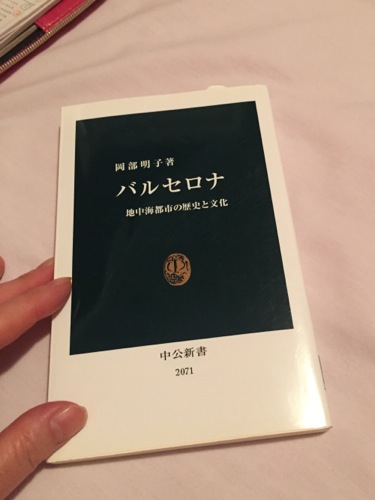 岡部明子著
バルセロナ
地中海都市の歴史と文化
中公新書
2071